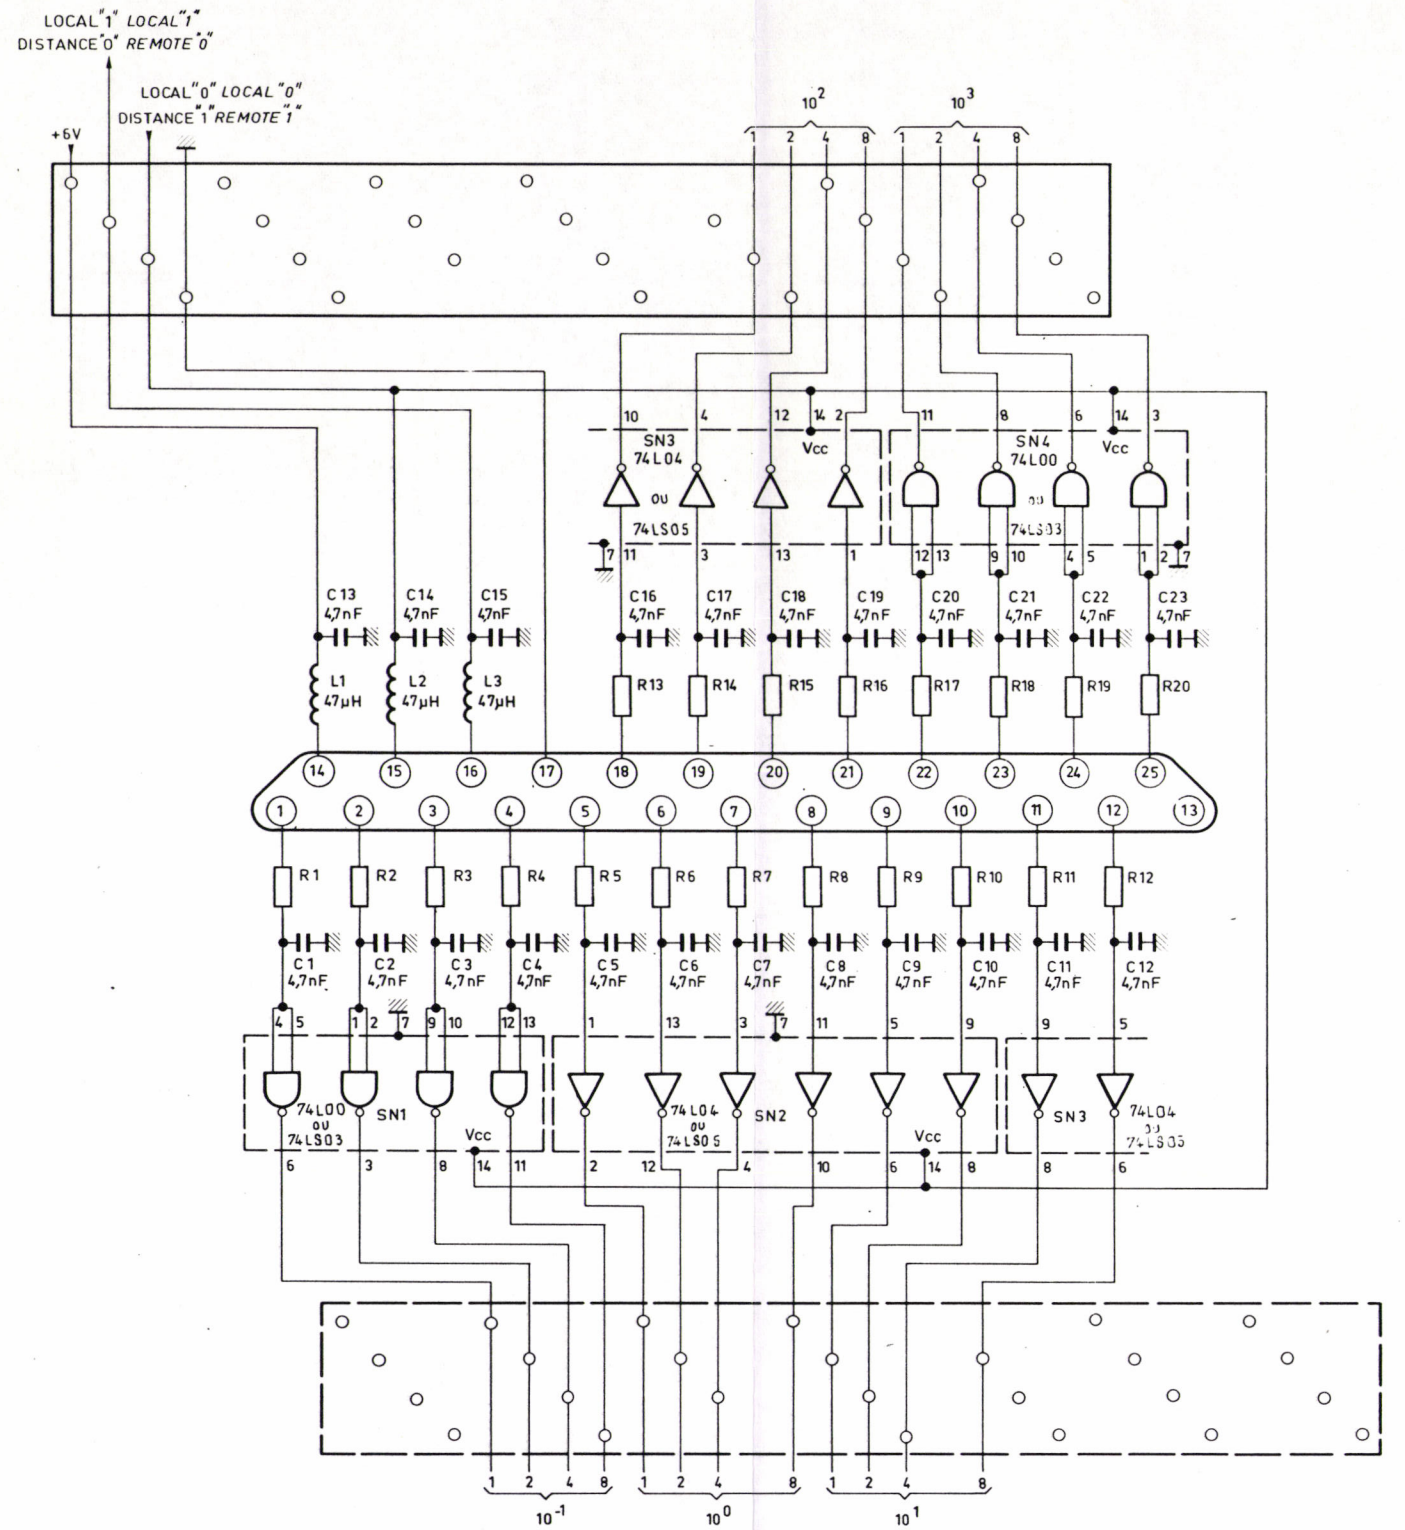 LOCAL"1" LOCAL"1"
DISTANCE"0" REMOTE"0"
LOCAL"0" LOCAL"0"
DISTANCE"1" REMOTE"1"
+6V
10² 10³
1 2 4 8 1 2 4 8
10 4 12 14 2 11 8 6 14 3
SN3 Vcc SN4 Vcc
74L04 74L00
OU OU
74LS05 74LS03
7 11 3 13 1 12 13 9 10 4 5 1 2 7
C13 C14 C15 C16 C17 C18 C19 C20 C21 C22 C23
4,7nF 4,7nF 4,7nF 4,7nF 4,7nF 4,7nF 4,7nF 4,7nF 4,7nF 4,7nF 4,7nF
L1 L2 L3 R13 R14 R15 R16 R17 R18 R19 R20
47µH 47µH 47µH
14 15 16 17 18 19 20 21 22 23 24 25
1 2 3 4 5 6 7 8 9 10 11 12 13
R1 R2 R3 R4 R5 R6 R7 R8 R9 R10 R11 R12
C1 C2 C3 C4 C5 C6 C7 C8 C9 C10 C11 C12
4,7nF 4,7nF 4,7nF 4,7nF 4,7nF 4,7nF 4,7nF 4,7nF 4,7nF 4,7nF 4,7nF 4,7nF
4 5 1 2 7 9 10 12 13 1 13 3 7 11 5 9 9 5
74L00 SN1 74L04 SN2 SN3 74L04
OU OU OU
74LS03 Vcc 74LS05 Vcc 74LS05
6 3 8 14 11 2 12 4 10 6 14 8 8 6
1 2 4 8 1 2 4 8 1 2 4 8
10⁻¹ 10⁰ 10¹